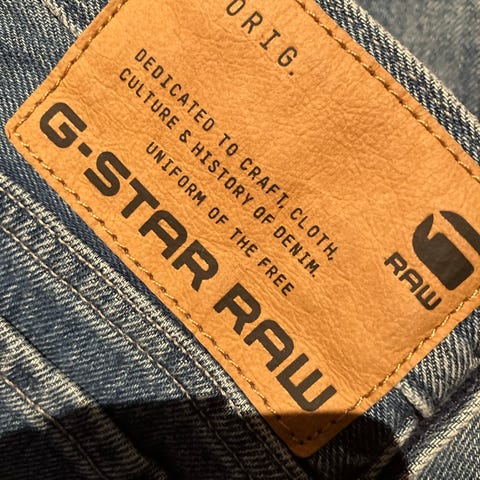 ORIG.
DEDICATED TO CRAFT, CLOTH,
CULTURE & HISTORY OF DENIM.
UNIFORM OF THE FREE
G-STAR RAW
RAW